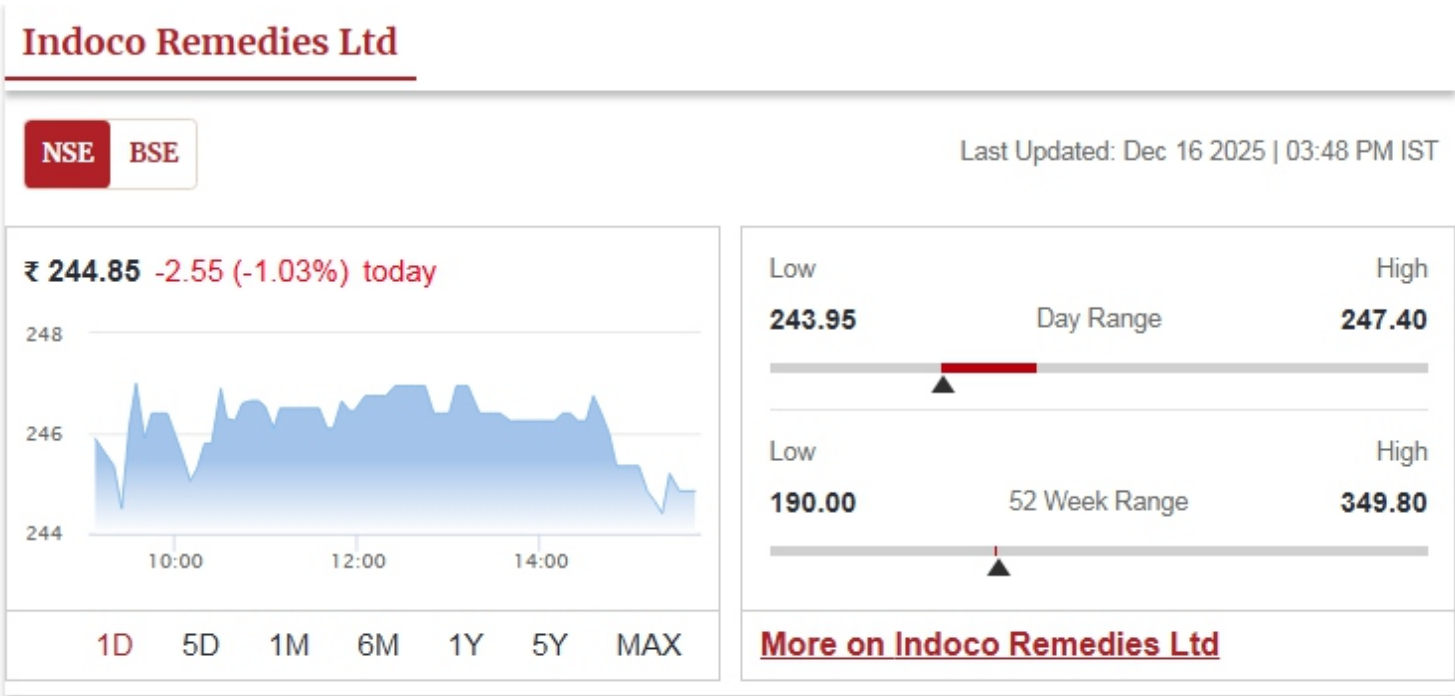 Indoco Remedies Ltd
NSE BSE
Last Updated: Dec 16 2025 | 03:48 PM IST
₹ 244.85 -2.55 (-1.03%) today
248
246
244
10:00 12:00 14:00
1D 5D 1M 6M 1Y 5Y MAX
Low High
243.95 Day Range 247.40
Low High
190.00 52 Week Range 349.80
More on Indoco Remedies Ltd